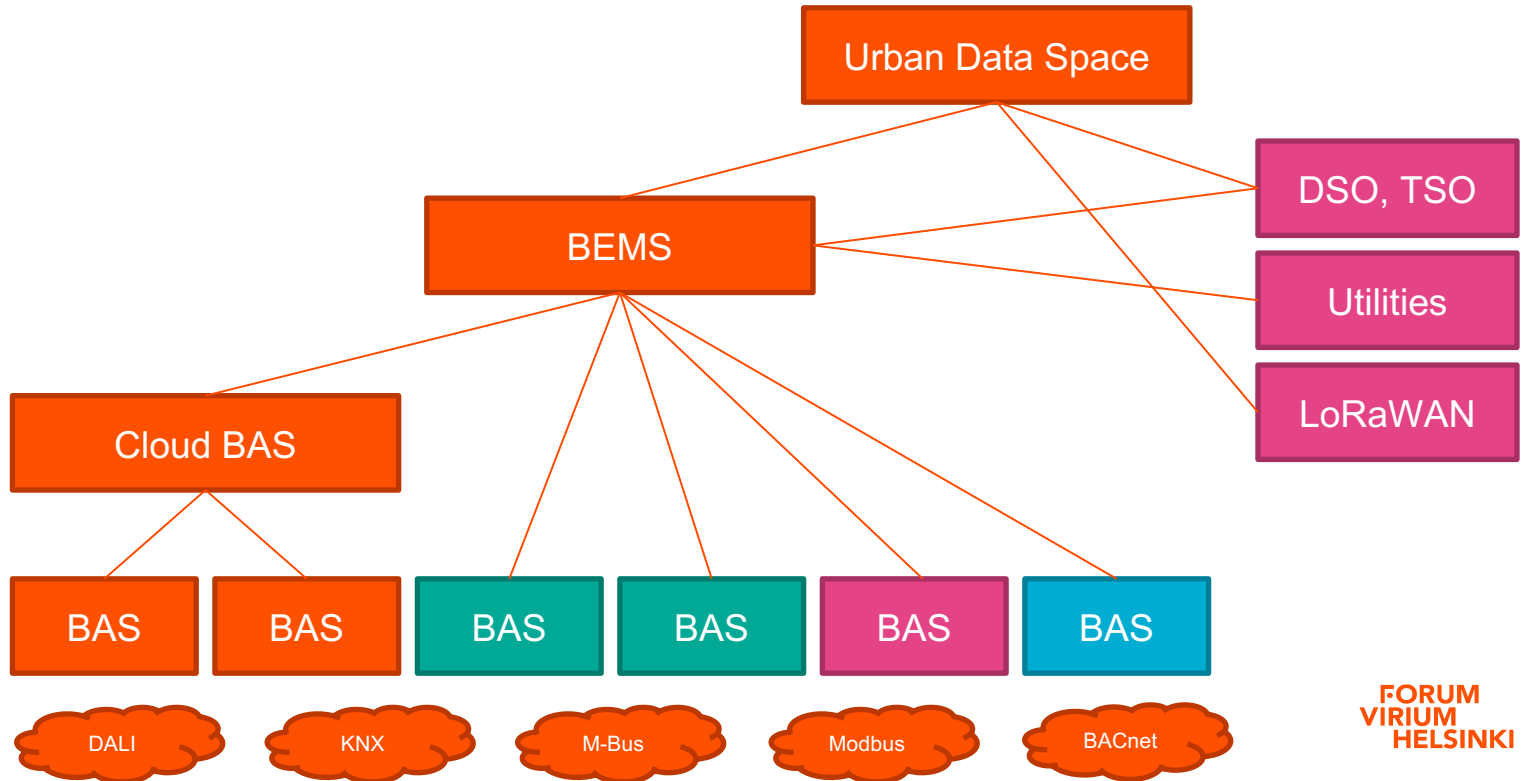 Urban Data Space
DSO, TSO
BEMS
Utilities
LoRaWAN
Cloud BAS
BAS
BAS
BAS
BAS
BAS
BAS
DALI
KNX
M-Bus
Modbus
BACnet
FORUM
VIRIUM
HELSINKI